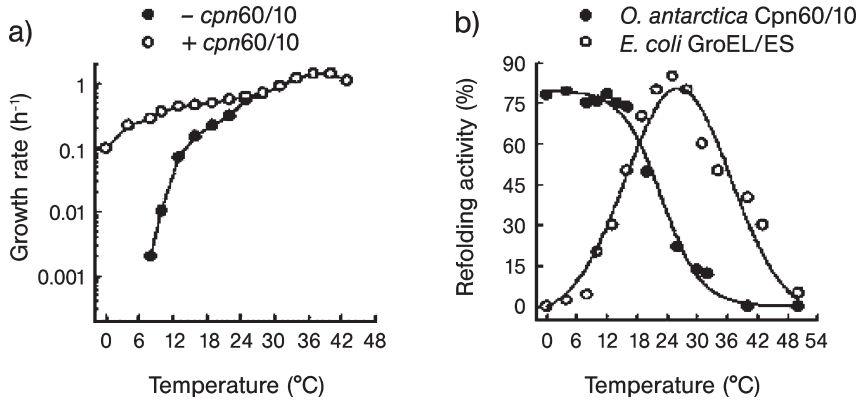 a)
– cpn60/10
+ cpn60/10
Growth rate (h⁻¹)
1
0.1
0.01
0.001
0 6 12 18 24 30 36 42 48
Temperature (°C)
b)
O. antarctica Cpn60/10
E. coli GroEL/ES
Refolding activity (%)
90
75
60
45
30
15
0
0 6 12 18 24 30 36 42 48 54
Temperature (°C)